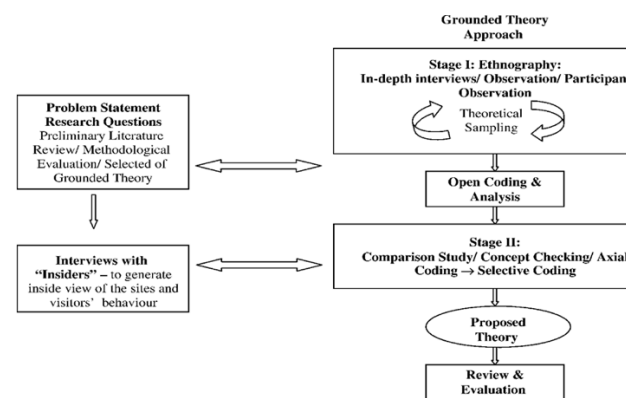 Grounded Theory
Approach
Stage I: Ethnography:
In-depth interviews/ Observation/ Participan
Observation
Theoretical
Sampling
Problem Statement
Research Questions
Preliminary Literature
Review/ Methodological
Evaluation/ Selected of
Grounded Theory
Open Coding &
Analysis
Interviews with
“Insiders” – to generate
inside view of the sites and
visitors’ behaviour
Stage II:
Comparison Study/ Concept Checking/ Axial
Coding → Selective Coding
Proposed
Theory
Review &
Evaluation